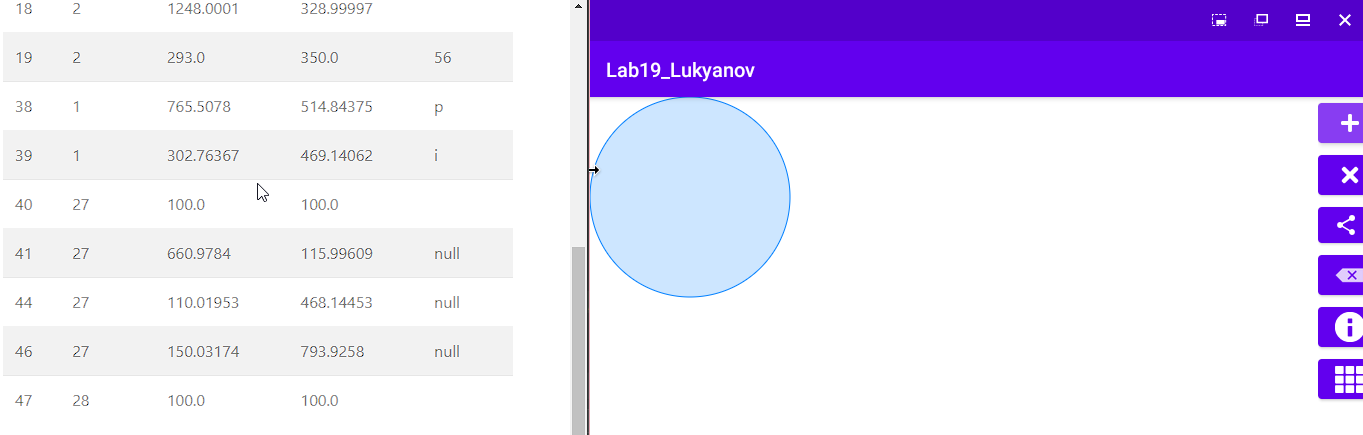 18 2 1248.0001 328.99997
19 2 293.0 350.0 56
38 1 765.5078 514.84375 p
39 1 302.76367 469.14062 i
40 27 100.0 100.0
41 27 660.9784 115.99609 null
44 27 110.01953 468.14453 null
46 27 150.03174 793.9258 null
47 28 100.0 100.0
Lab19_Lukyanov